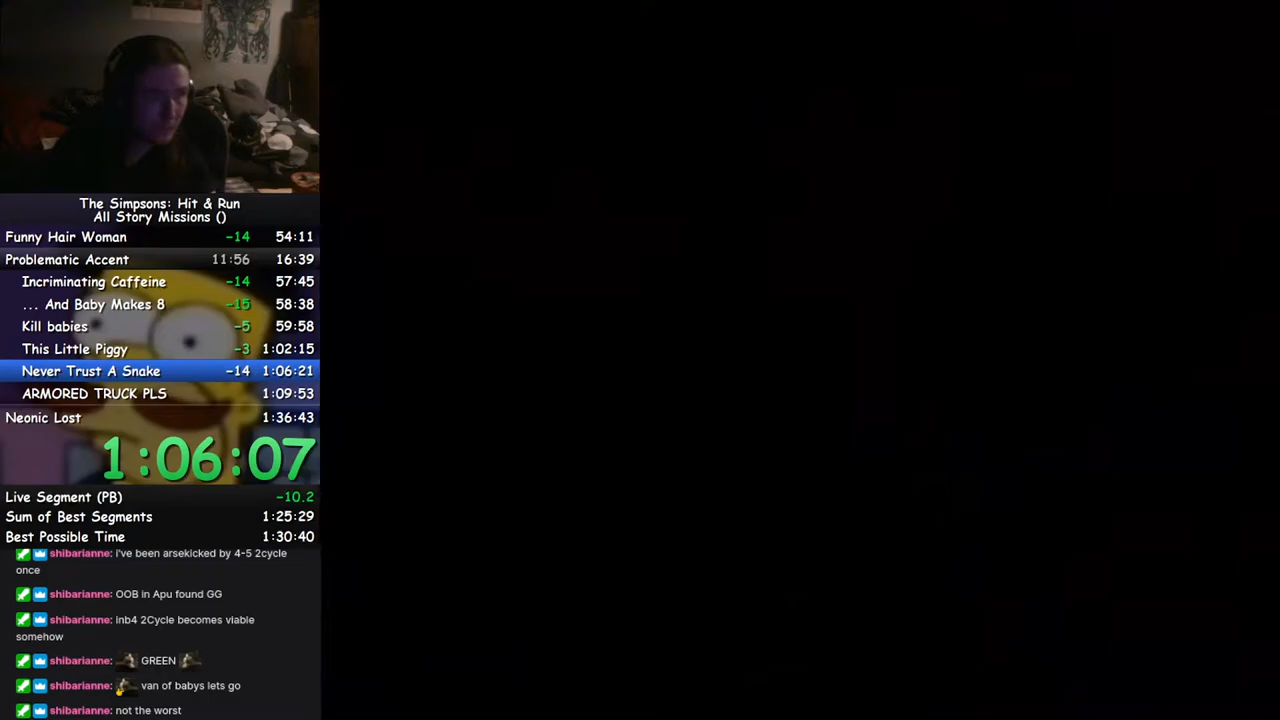 The Simpsons: Hit & Run
All Story Missions ()
Funny Hair Woman -14 54:11
Problematic Accent 11:56 16:39
Incriminating Caffeine -14 57:45
... And Baby Makes 8 -15 58:38
Kill babies -5 59:58
This Little Piggy -3 1:02:15
Never Trust A Snake -14 1:06:21
ARMORED TRUCK PLS 1:09:53
Neonic Lost 1:36:43
1:06:07
Live Segment (PB) -10.2
Sum of Best Segments 1:25:29
Best Possible Time 1:30:40
shibarianne: I've been arsekicked by 4-5 2cycle
once
shibarianne: OOB in Apu found GG
shibarianne: Inb4 2Cycle becomes viable
somehow
shibarianne: GREEN
shibarianne: van of babys lets go
shibarianne: not the worst